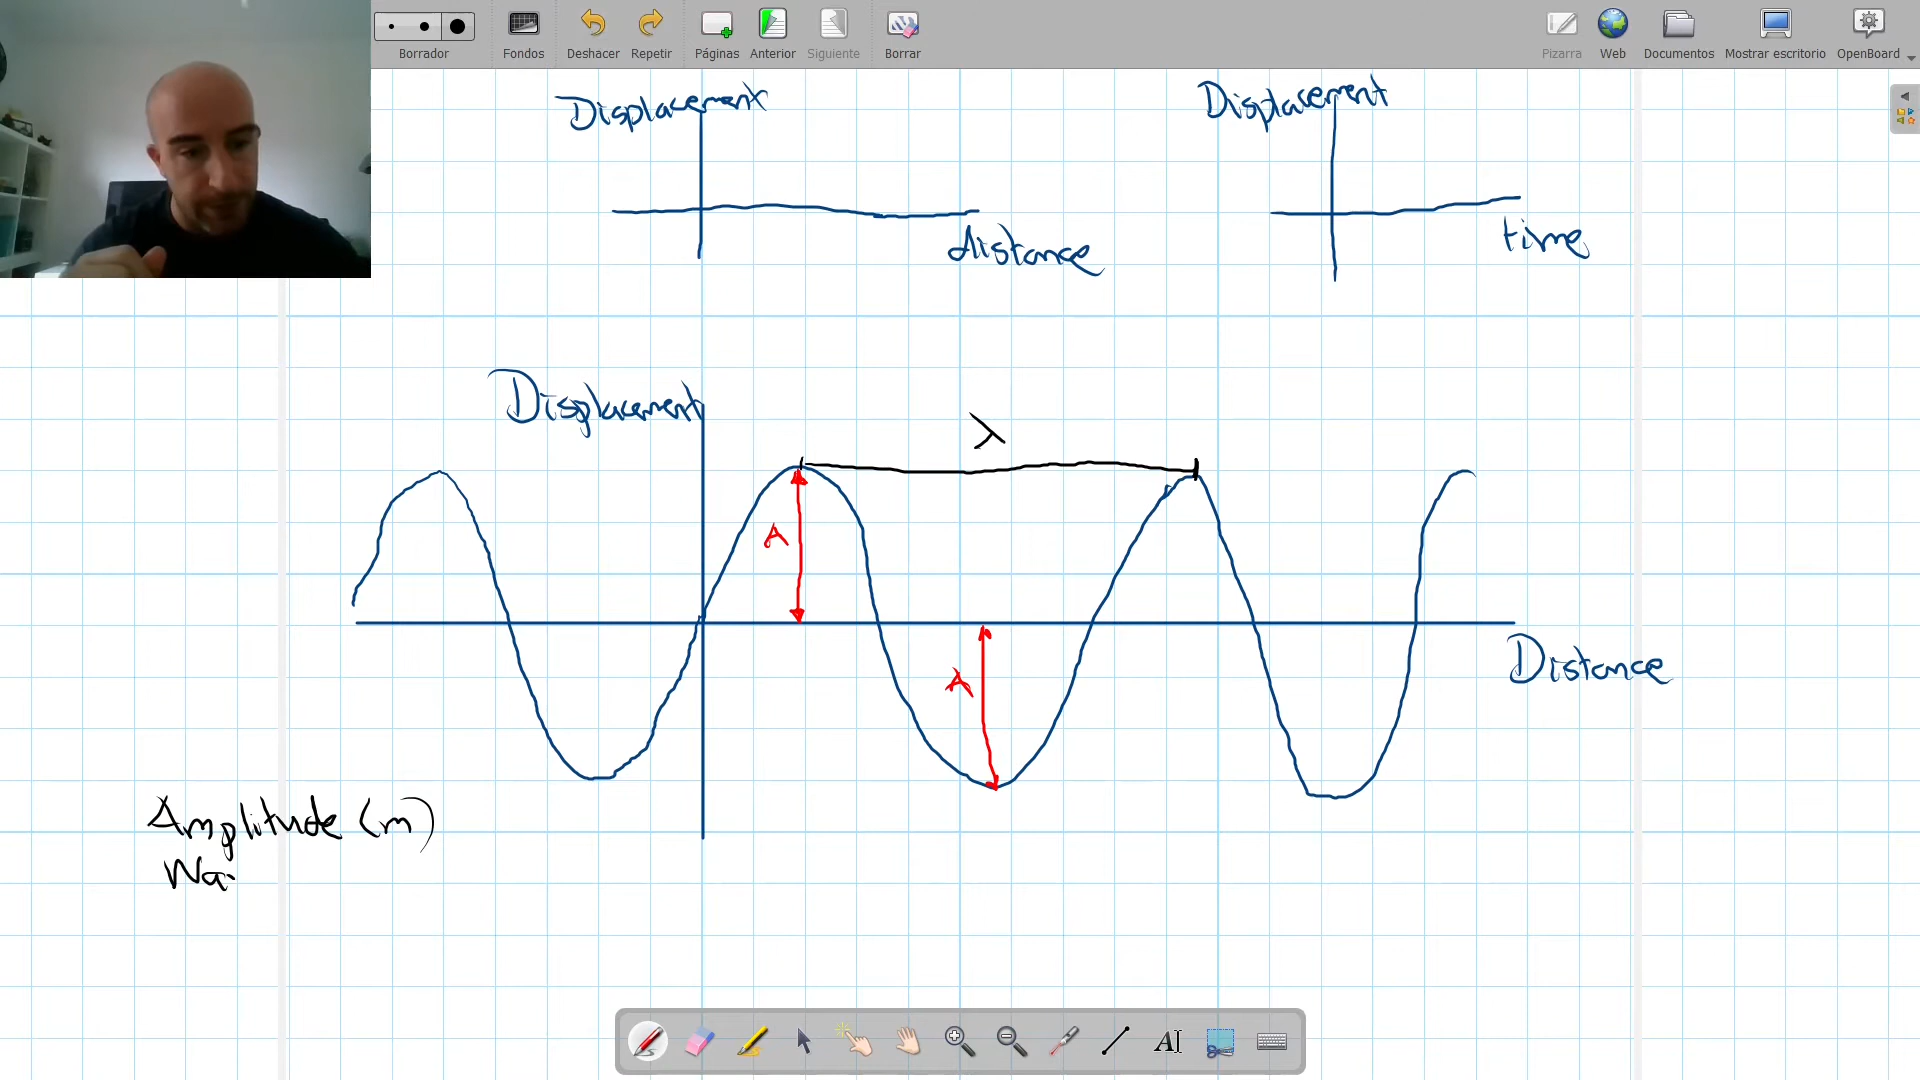 Borrador
Fondos
Deshacer
Repetir
Páginas
Anterior
Siguiente
Borrar
Pizarra
Web
Documentos
Mostrar escritorio
OpenBoard
Displacement
distance
Displacement
time
Displacement
λ
A
A
Distance
Amplitude (m)
Wa
A